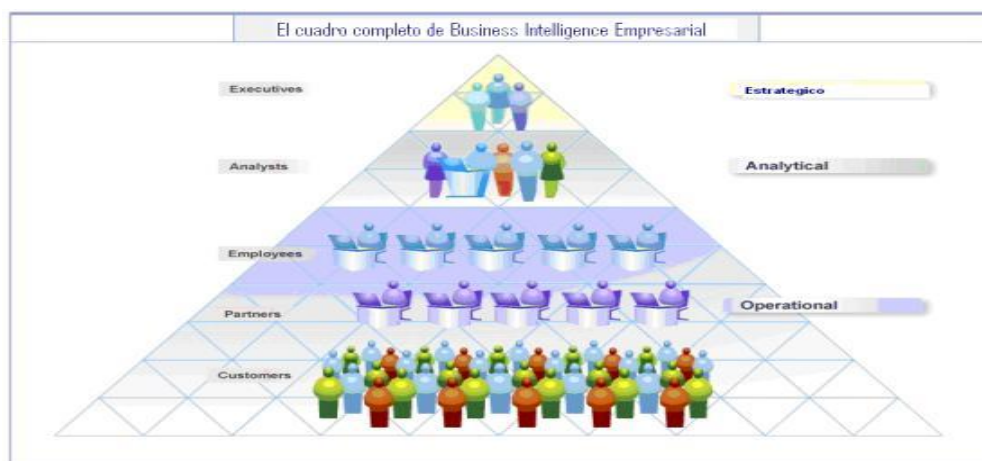 El cuadro completo de Business Intelligence Empresarial
Executives
Estrategico
Analysts
Analytical
Employees
Operational
Partners
Customers